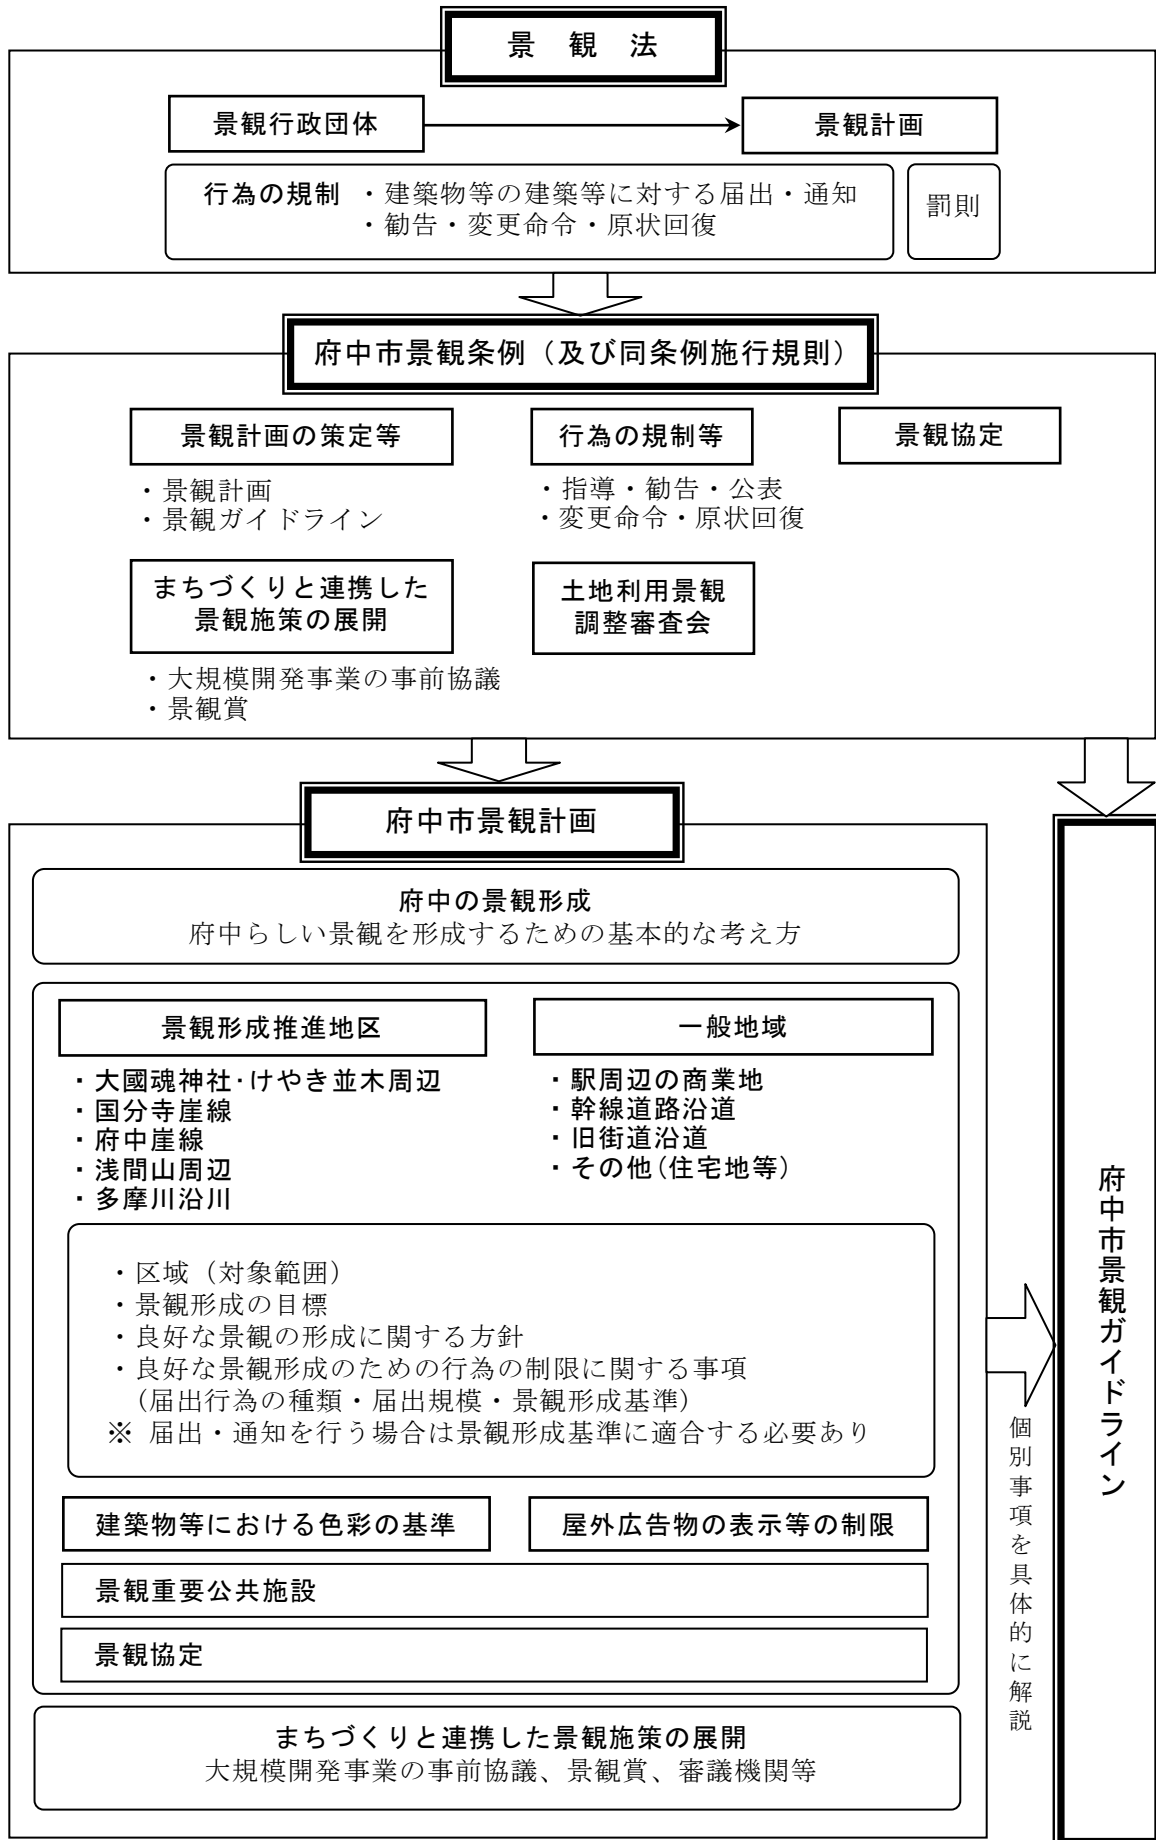 景　観　法
景観行政団体
景観計画
行為の規制 ・建築物等の建築等に対する届出・通知
・勧告・変更命令・原状回復
罰則
府中市景観条例（及び同条例施行規則）
景観計画の策定等
・景観計画
・景観ガイドライン
行為の規制等
・指導・勧告・公表
・変更命令・原状回復
景観協定
まちづくりと連携した
景観施策の展開
・大規模開発事業の事前協議
・景観賞
土地利用景観
調整審査会
府中市景観計画
府中の景観形成
府中らしい景観を形成するための基本的な考え方
景観形成推進地区
・大國魂神社・けやき並木周辺
・国分寺崖線
・府中崖線
・浅間山周辺
・多摩川沿川
一般地域
・駅周辺の商業地
・幹線道路沿道
・旧街道沿道
・その他(住宅地等)
・区域（対象範囲）
・景観形成の目標
・良好な景観の形成に関する方針
・良好な景観形成のための行為の制限に関する事項
（届出行為の種類・届出規模・景観形成基準）
※ 届出・通知を行う場合は景観形成基準に適合する必要あり
建築物等における色彩の基準
屋外広告物の表示等の制限
景観重要公共施設
景観協定
まちづくりと連携した景観施策の展開
大規模開発事業の事前協議、景観賞、審議機関等
個別事項を具体的に解説
府中市景観ガイドライン